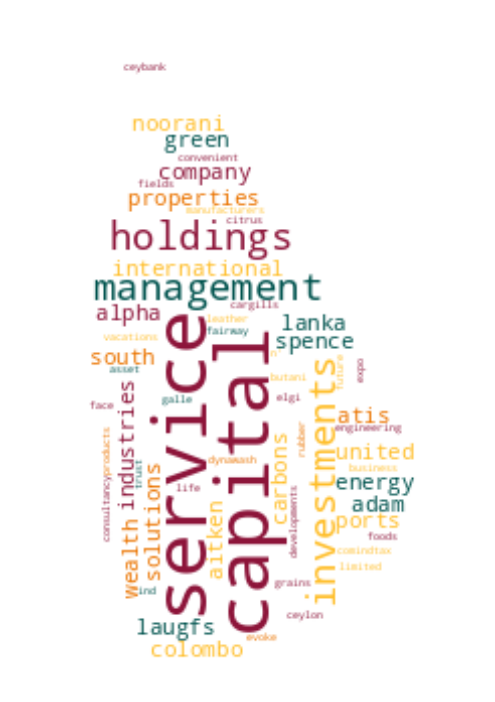 ceybank
noorani
green
convenient
company
fields
properties
manufacturers
citrus
holdings
international
management
cargills
alpha
leather
lanka
fairway
vacations
spence
service
capital
n
south
asset
butani
future
expo
investments
industries
galle
elgi
face
atis
engineering
products
consultancy
trust
rubber
united
carbons
dynamash
business
solutions
wealth
life
energy
adam
aitken
developments
ports
foods
comindtax
limited
grains
ind
ceylon
laugfs
evoke
colombo